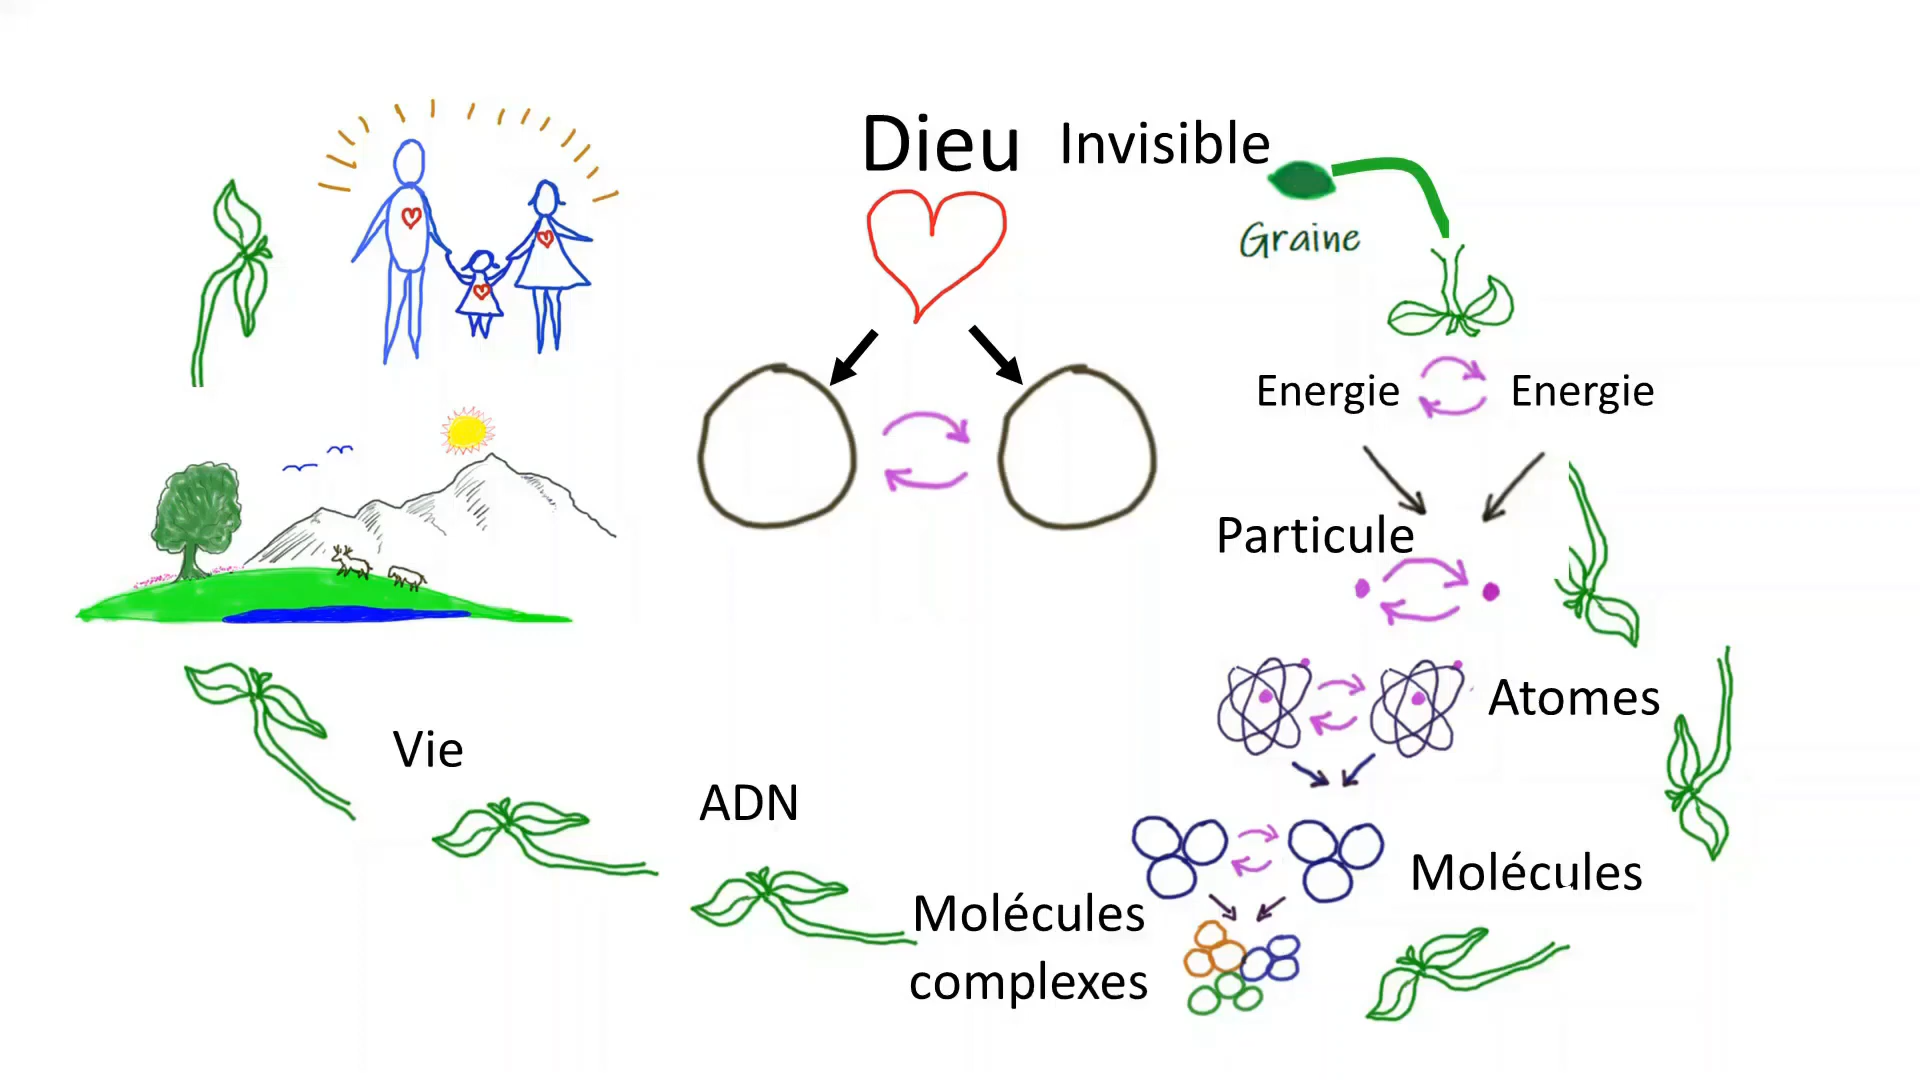 Dieu Invisible
Graine
Energie Energie
Particule
Atomes
Molécules
Molécules
complexes
ADN
Vie